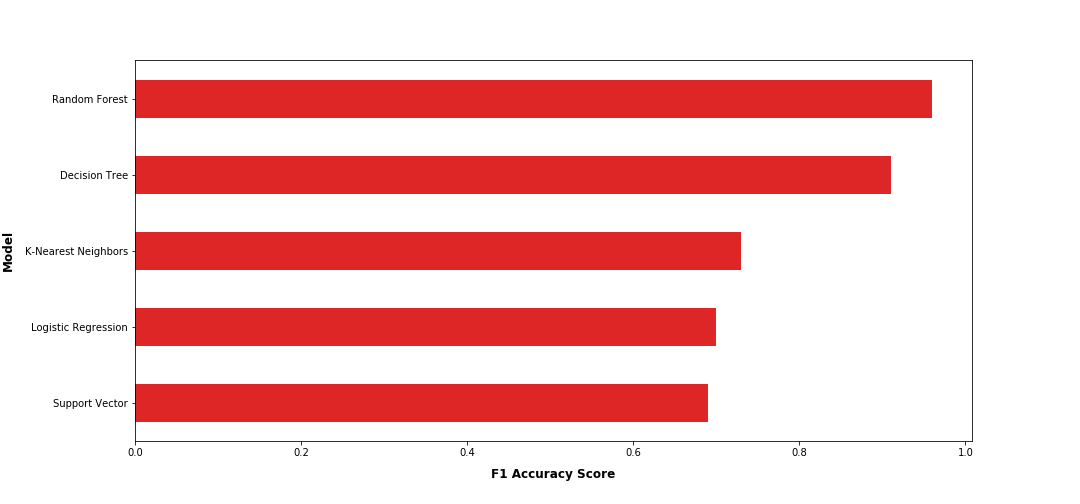 Random Forest
Decision Tree
K-Nearest Neighbors
Logistic Regression
Support Vector
Model
0.0 0.2 0.4 0.6 0.8 1.0
F1 Accuracy Score